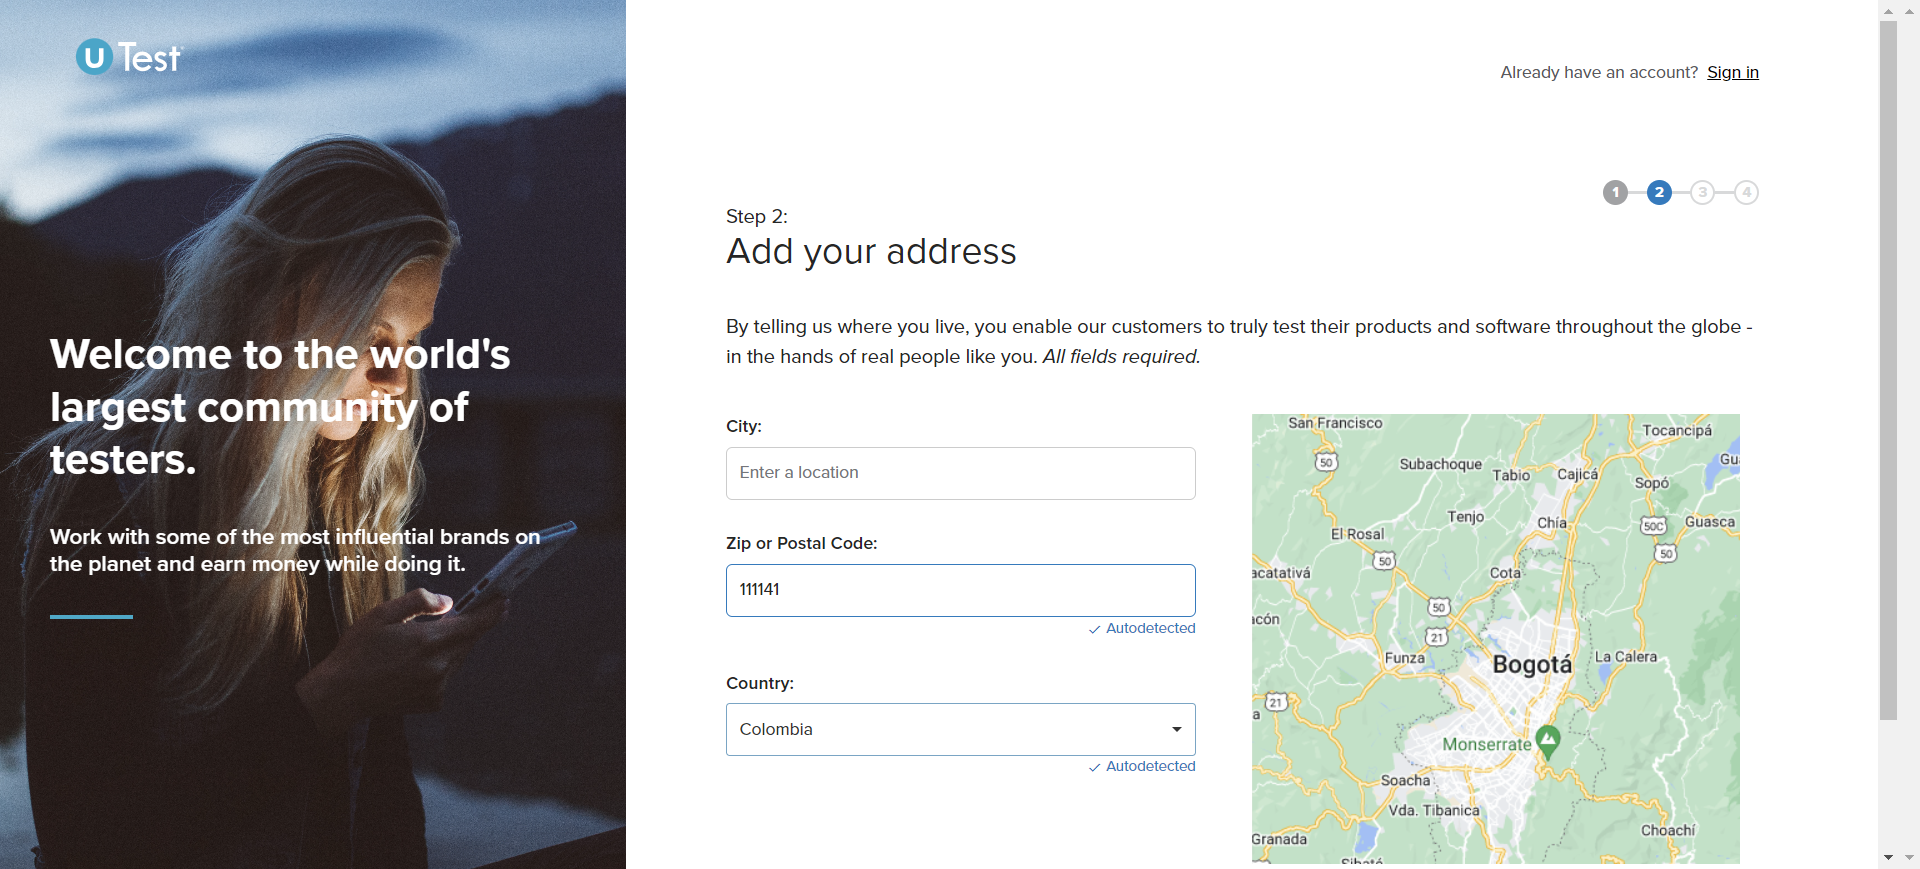 U Test
Welcome to the world's
largest community of
testers.
Work with some of the most influential brands on
the planet and earn money while doing it.
Already have an account? Sign in
1 2 3 4
Step 2:
Add your address
By telling us where you live, you enable our customers to truly test their products and software throughout the globe -
in the hands of real people like you. All fields required.
City:
Enter a location
Zip or Postal Code:
111141
Autodetected
Country:
Colombia
Autodetected
San Francisco
Tocancipá
50
Subachoque
Tabio
Cajicá
Gu
Sopó
Tenjo
Chía
50C
Guasca
El Rosal
50
50
acatativá
Cota
50
acón
21
Funza
Bogotá
La Calera
21
a
Monserrate
Soacha
Vda. Tibanica
Granada
Choachí
Sibaté